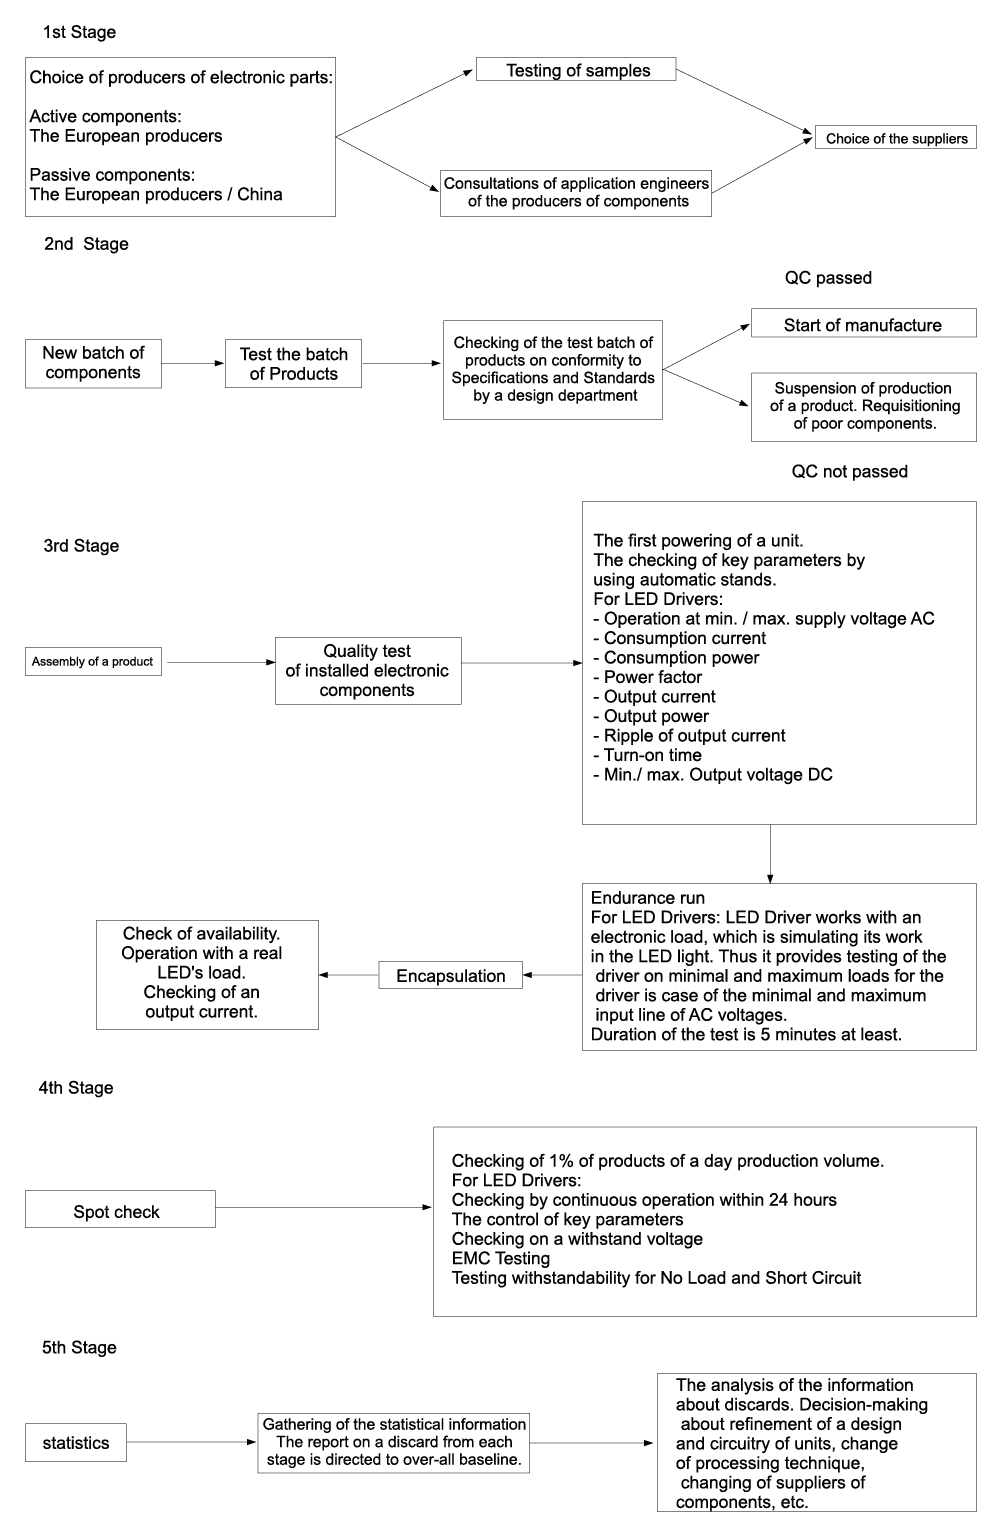 1st Stage
Choice of producers of electronic parts:
Active components:
The European producers
Passive components:
The European producers / China
Testing of samples
Consultations of application engineers
of the producers of components
Choice of the suppliers
2nd  Stage
New batch of
components
Test the batch
of Products
Checking of the test batch of
products on conformity to
Specifications and Standards
by a design department
QC passed
Start of manufacture
Suspension of production
of a product. Requisitioning
of poor components.
QC not passed
3rd Stage
Assembly of a product
Quality test
of installed electronic
components
The first powering of a unit.
The checking of key parameters by
using automatic stands.
For LED Drivers:
- Operation at min. / max. supply voltage AC
- Consumption current
- Consumption power
- Power factor
- Output current
- Output power
- Ripple of output current
- Turn-on time
- Min./ max. Output voltage DC
Endurance run
For LED Drivers: LED Driver works with an
electronic load, which is simulating its work
in the LED light. Thus it provides testing of the
driver on minimal and maximum loads for the
driver is case of the minimal and maximum
input line of AC voltages.
Duration of the test is 5 minutes at least.
Encapsulation
Check of availability.
Operation with a real
LED's load.
Checking of an
output current.
4th Stage
Spot check
Checking of 1% of products of a day production volume.
For LED Drivers:
Checking by continuous operation within 24 hours
The control of key parameters
Checking on a withstand voltage
EMC Testing
Testing withstandability for No Load and Short Circuit
5th Stage
statistics
Gathering of the statistical information
The report on a discard from each
stage is directed to over-all baseline.
The analysis of the information
about discards. Decision-making
about refinement of a design
and circuitry of units, change
of processing technique,
changing of suppliers of
components, etc.